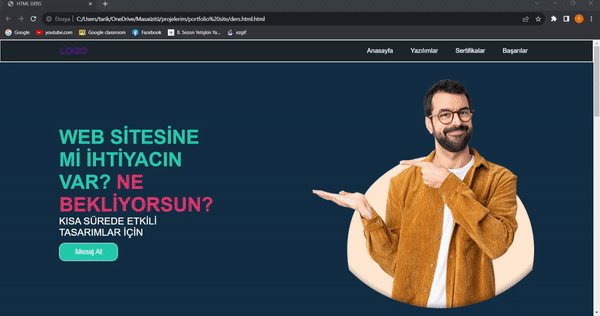 HTML DERS
Dosya | C:/Users/tarik/OneDrive/Masaüstü/projelerim/portfolio%20site/ders.html.html
Google youtube.com Google classroom Facebook 8. Sezon Yetişkin Ya... ezgif
LOGO Anasayfa Yazılımlar Sertifikalar Başarılar
WEB SİTESİNE
Mİ İHTİYACIN
VAR? NE
BEKLİYORSUN?
KISA SÜREDE ETKİLİ
TASARIMLAR İÇİN
Mesaj At